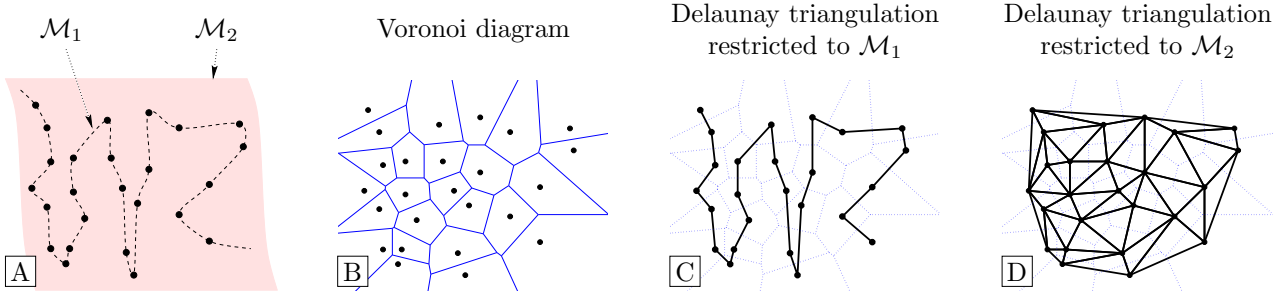 ℳ₁
ℳ₂
Voronoi diagram
Delaunay triangulation
restricted to ℳ₁
Delaunay triangulation
restricted to ℳ₂
A
B
C
D